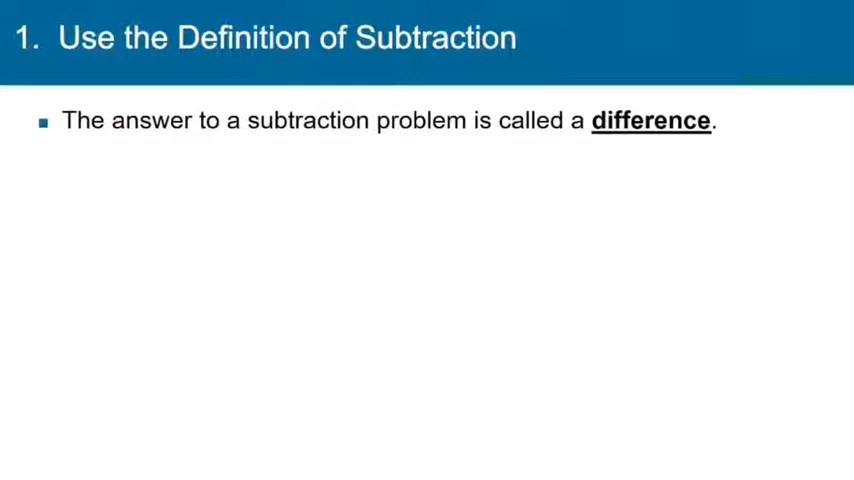 1. Use the Definition of Subtraction
▪ The answer to a subtraction problem is called a difference.